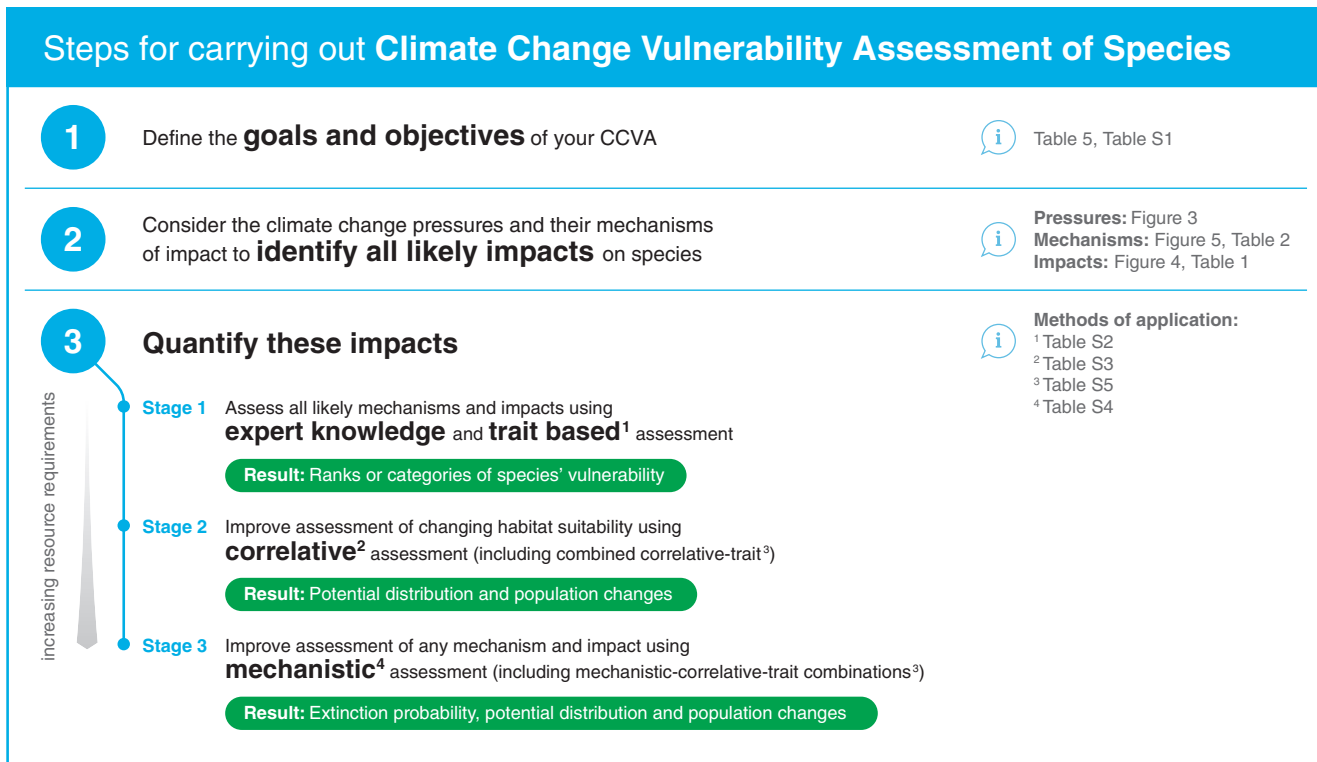 Steps for carrying out Climate Change Vulnerability Assessment of Species
1
Define the goals and objectives of your CCVA
i
Table 5, Table S1
2
Consider the climate change pressures and their mechanisms
of impact to identify all likely impacts on species
i
Pressures: Figure 3
Mechanisms: Figure 5, Table 2
Impacts: Figure 4, Table 1
3
Quantify these impacts
i
Methods of application:
¹ Table S2
² Table S3
³ Table S5
⁴ Table S4
increasing resource requirements
Stage 1 Assess all likely mechanisms and impacts using
expert knowledge and trait based¹ assessment
Result: Ranks or categories of species' vulnerability
Stage 2 Improve assessment of changing habitat suitability using
correlative² assessment (including combined correlative-trait³)
Result: Potential distribution and population changes
Stage 3 Improve assessment of any mechanism and impact using
mechanistic⁴ assessment (including mechanistic-correlative-trait combinations³)
Result: Extinction probability, potential distribution and population changes